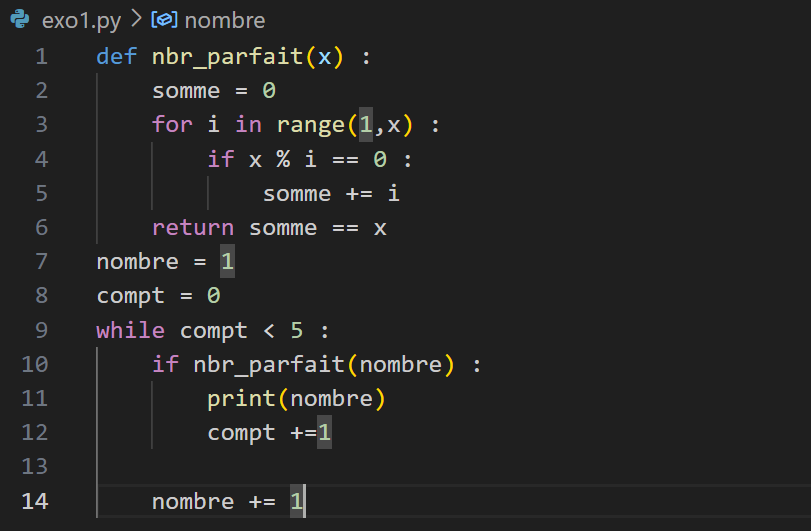 exo1.py > nombre
1 def nbr_parfait(x) :
2     somme = 0
3     for i in range(1,x) :
4         if x % i == 0 :
5             somme += i
6     return somme == x
7 nombre = 1
8 compt = 0
9 while compt < 5 :
10     if nbr_parfait(nombre) :
11         print(nombre)
12         compt +=1
13
14     nombre += 1